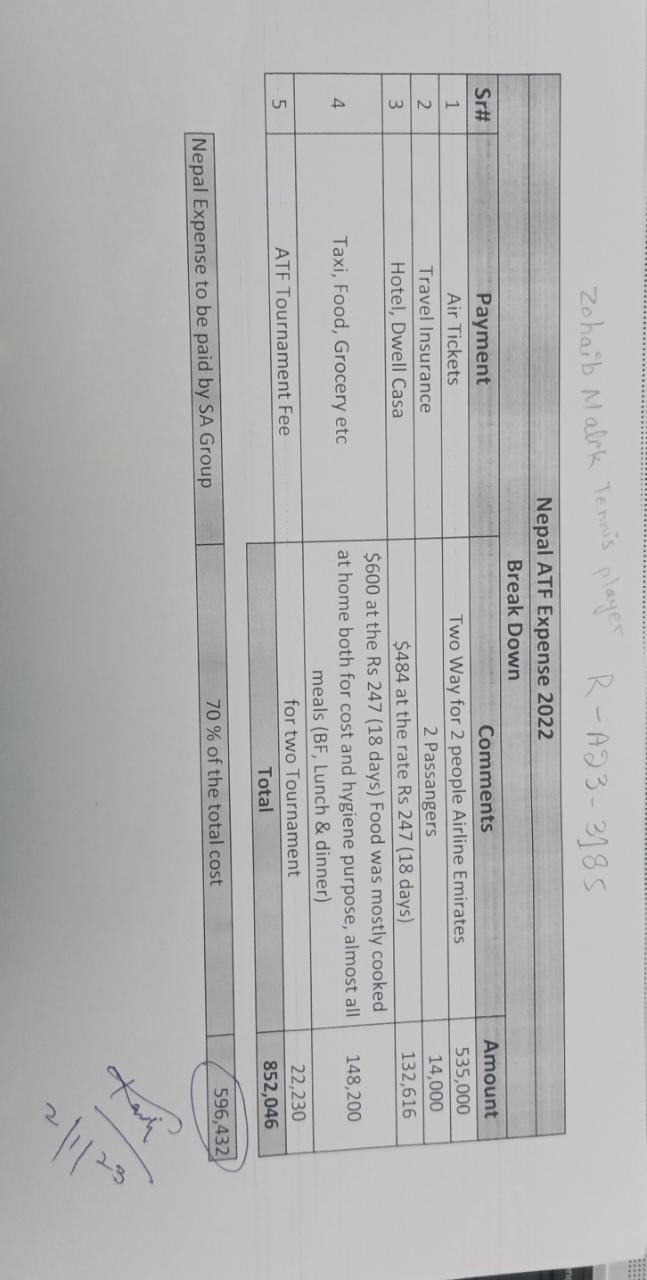 Zohaib Malik Tennis player R-A23-3185
Nepal ATF Expense 2022
Break Down
Sr# Payment Comments Amount
1 Air Tickets Two Way for 2 people Airline Emirates 535,000
2 Travel Insurance 2 Passangers 14,000
3 Hotel, Dwell Casa $484 at the rate Rs 247 (18 days) 132,616
4 Taxi, Food, Grocery etc $600 at the Rs 247 (18 days) Food was mostly cooked
at home both for cost and hygiene purpose, almost all 148,200
meals (BF, Lunch & dinner)
5 ATF Tournament Fee for two Tournament 22,230
Total 852,046
Nepal Expense to be paid by SA Group 70 % of the total cost 596,432
2/11/23